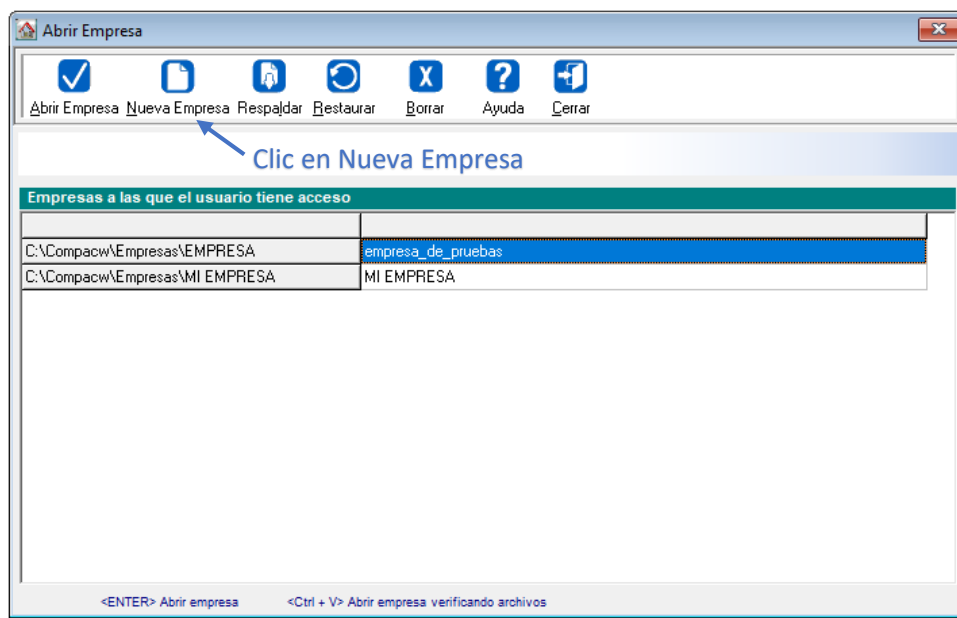 Abrir Empresa
Abrir Empresa Nueva Empresa Respaldar Restaurar Borrar Ayuda Cerrar
Clic en Nueva Empresa
Empresas a las que el usuario tiene acceso
C:\Compacw\Empresas\EMPRESA empresa_de_pruebas
C:\Compacw\Empresas\MI EMPRESA MI EMPRESA
<ENTER> Abrir empresa <Ctrl + V> Abrir empresa verificando archivos